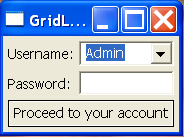 GridL...
Username: Admin
Password:
Proceed to your account